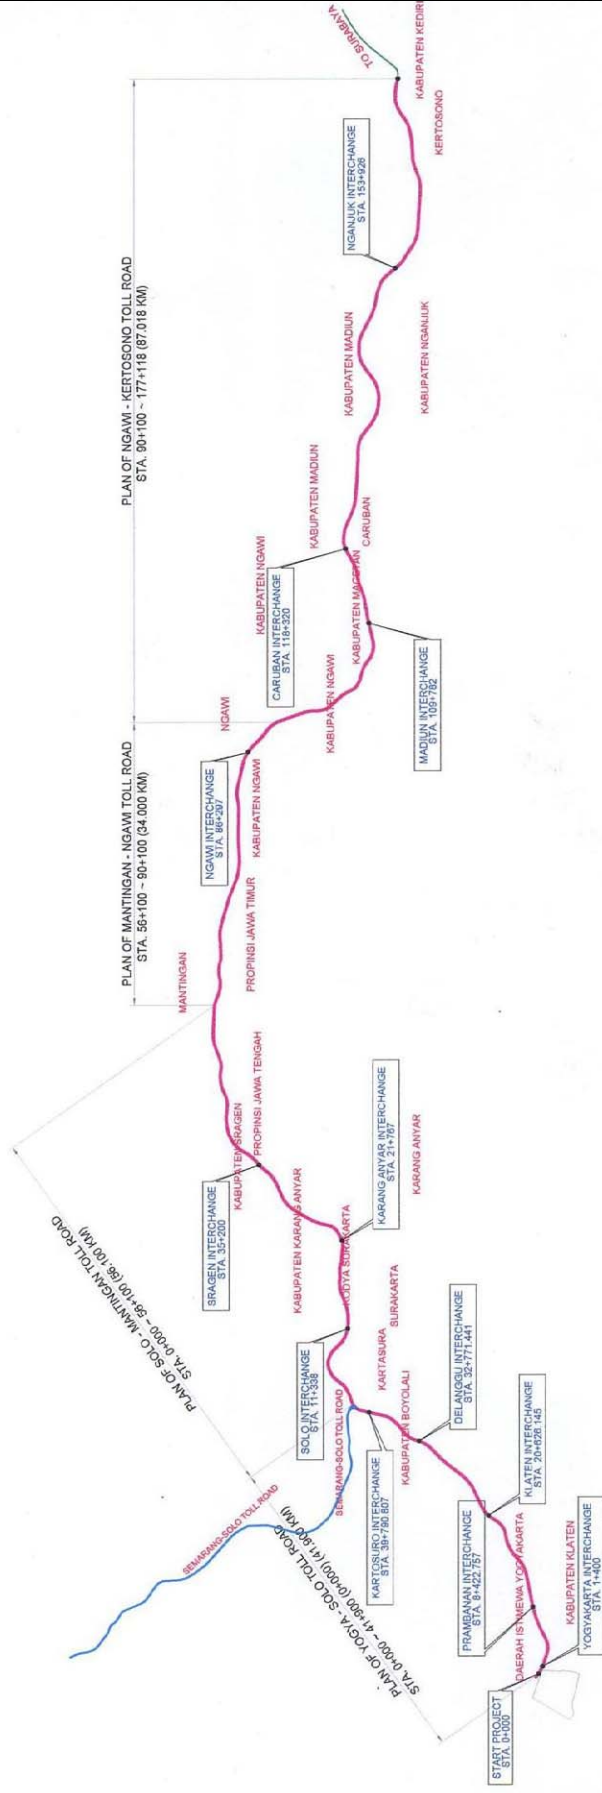 PLAN OF YOGYA - SOLO TOLL ROAD
STA. 0+000 ~ 41+900 (0+000) (41.900 KM)
PLAN OF SOLO - MANTINGAN TOLL ROAD
STA. 0+000 ~ 56+100 (56.100 KM)
PLAN OF MANTINGAN - NGAWI TOLL ROAD
STA. 56+100 ~ 90+100 (34.000 KM)
PLAN OF NGAWI - KERTOSONO TOLL ROAD
STA. 90+100 ~ 177+118 (87.018 KM)
SEMARANG-SOLO TOLL ROAD
SEMARANG-SOLO TOLL ROAD
START PROJECT
STA. 0+000
YOGYAKARTA INTERCHANGE
STA. 1+400
KABUPATEN KLATEN
DAERAH ISTIMEWA YOGYAKARTA
PRAMBANAN INTERCHANGE
STA. 8+422.757
KLATEN INTERCHANGE
STA. 20+626.145
DELANGGU INTERCHANGE
STA. 32+771.441
KARTOSURO INTERCHANGE
STA. 39+790.807
KABUPATEN BOYOLALI
KARTASURA
SURAKARTA
SOLO INTERCHANGE
STA. 11+338
KODYA SURAKARTA
KARANG ANYAR INTERCHANGE
STA. 21+767
KARANG ANYAR
KABUPATEN KARANG ANYAR
SRAGEN INTERCHANGE
STA. 35+200
KABUPATEN SRAGEN
PROPINSI JAWA TENGAH
MANTINGAN
PROPINSI JAWA TIMUR
NGAWI INTERCHANGE
STA. 86+297
KABUPATEN NGAWI
NGAWI
KABUPATEN NGAWI
MADIUN INTERCHANGE
STA. 109+762
KABUPATEN MAGETAN
CARUBAN INTERCHANGE
STA. 118+320
KABUPATEN NGAWI
KABUPATEN MADIUN
CARUBAN
KABUPATEN MADIUN
KABUPATEN NGANJUK
NGANJUK INTERCHANGE
STA. 153+926
KERTOSONO
KABUPATEN KEDIRI
TO SURABAYA